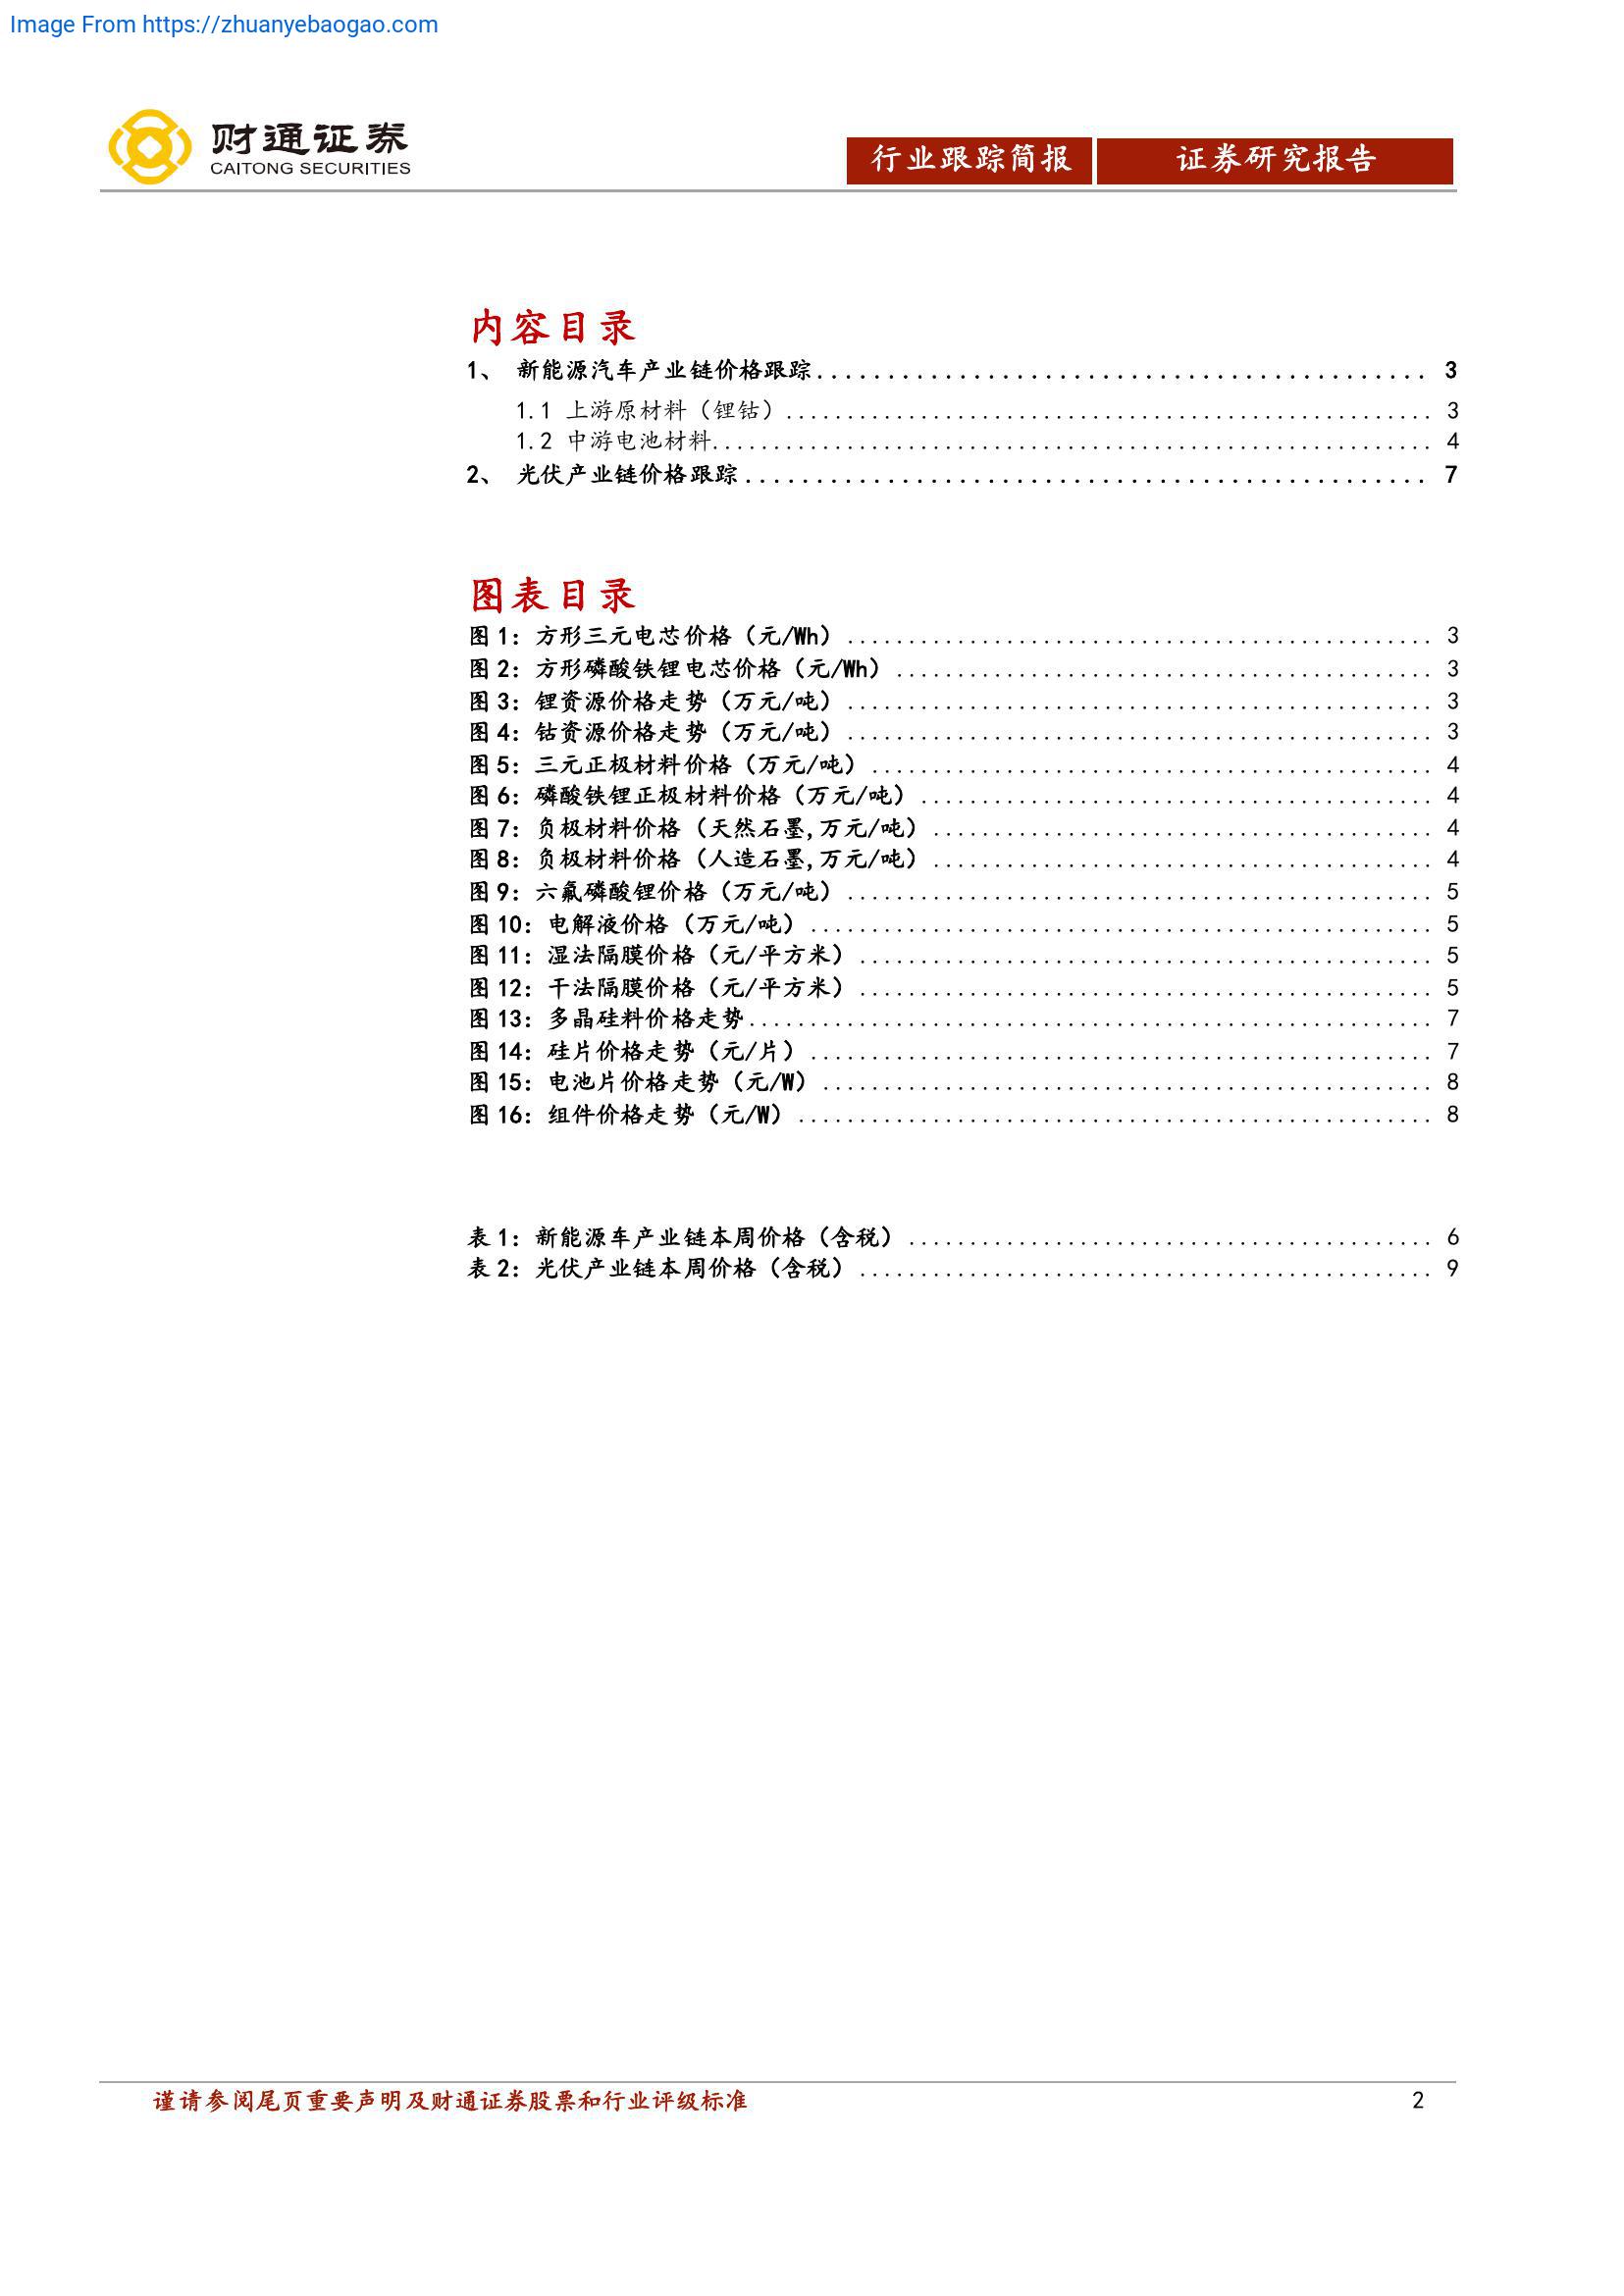 Image From https://zhuanyebaogao.com
财通证券
CAITONG SECURITIES
行业跟踪简报 证券研究报告
内容目录
1、 新能源汽车产业链价格跟踪........................................... 3
1.1 上游原材料（锂钴）..................................................... 3
1.2 中游电池材料........................................................... 4
2、 光伏产业链价格跟踪................................................ 7
图表目录
图 1：方形三元电芯价格（元/Wh）................................................ 3
图 2：方形磷酸铁锂电芯价格（元/Wh）............................................ 3
图 3：锂资源价格走势（万元/吨）................................................ 3
图 4：钴资源价格走势（万元/吨）................................................ 3
图 5：三元正极材料价格（万元/吨）.............................................. 4
图 6：磷酸铁锂正极材料价格（万元/吨）.......................................... 4
图 7：负极材料价格（天然石墨,万元/吨）......................................... 4
图 8：负极材料价格（人造石墨,万元/吨）......................................... 4
图 9：六氟磷酸锂价格（万元/吨）................................................ 5
图 10：电解液价格（万元/吨）................................................... 5
图 11：湿法隔膜价格（元/平方米）............................................... 5
图 12：干法隔膜价格（元/平方米）............................................... 5
图 13：多晶硅料价格走势........................................................ 7
图 14：硅片价格走势（元/片）................................................... 7
图 15：电池片价格走势（元/W）.................................................. 8
图 16：组件价格走势（元/W）.................................................... 8
表 1：新能源车产业链本周价格（含税）........................................... 6
表 2：光伏产业链本周价格（含税）............................................... 9
谨请参阅尾页重要声明及财通证券股票和行业评级标准 2